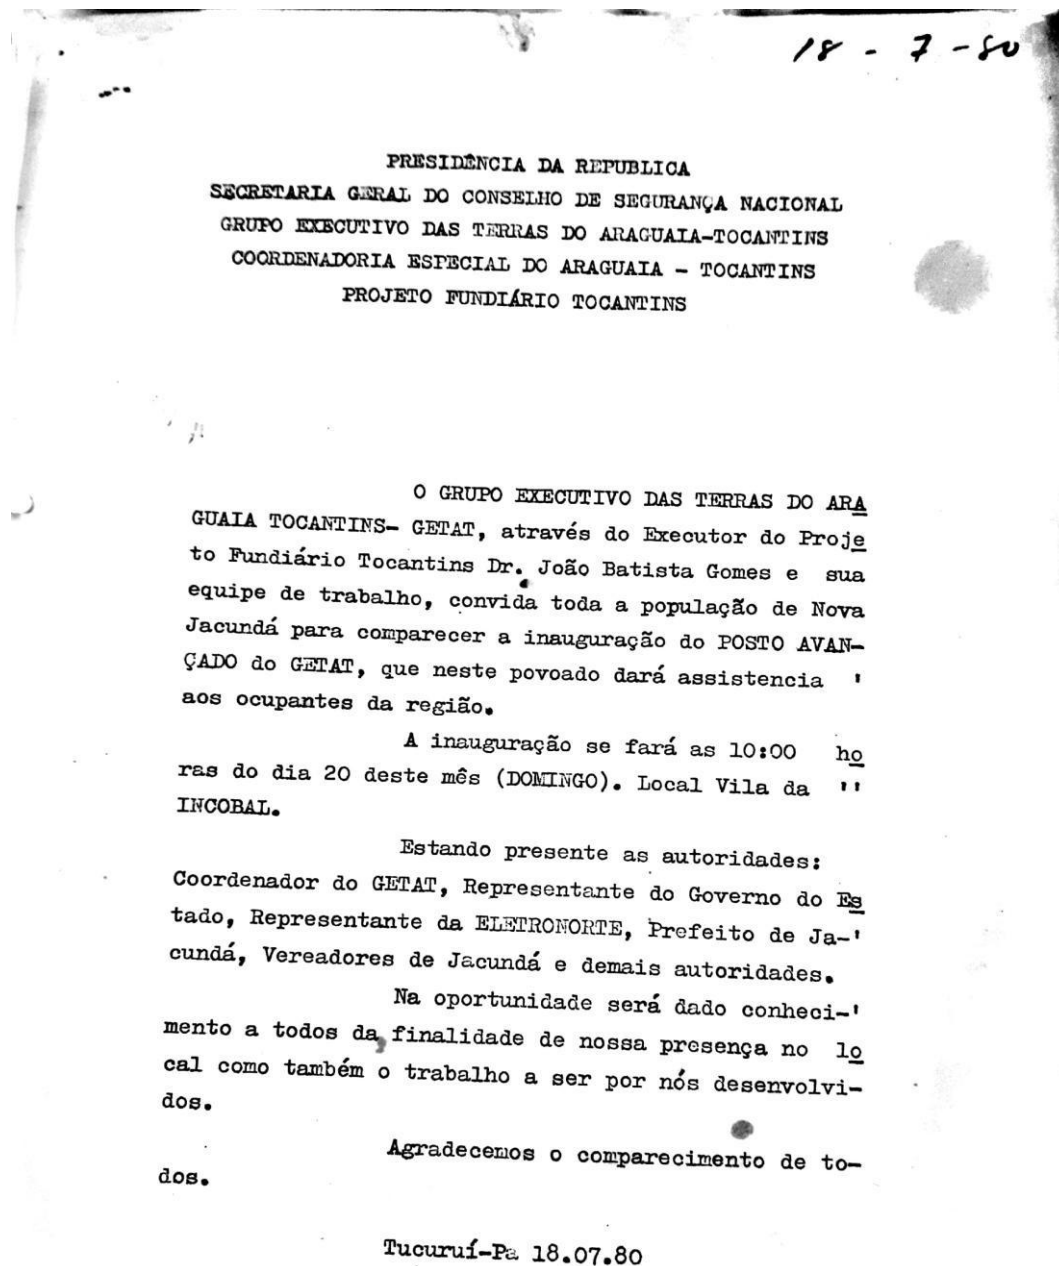 18 - 7 - 80
PRESIDÊNCIA DA REPUBLICA
SECRETARIA GERAL DO CONSELHO DE SEGURANÇA NACIONAL
GRUPO EXECUTIVO DAS TERRAS DO ARAGUAIA-TOCANTINS
COORDENADORIA ESPECIAL DO ARAGUAIA - TOCANTINS
PROJETO FUNDIÁRIO TOCANTINS
O GRUPO EXECUTIVO DAS TERRAS DO ARA
GUAIA TOCANTINS- GETAT, através do Executor do Proje
to Fundiário Tocantins Dr. João Batista Gomes e sua
equipe de trabalho, convida toda a população de Nova
Jacundá para comparecer a inauguração do POSTO AVAN-
ÇADO do GETAT, que neste povoado dará assistencia '
aos ocupantes da região.
A inauguração se fará as 10:00 ho
ras do dia 20 deste mês (DOMINGO). Local Vila da ''
INCOBAL.
Estando presente as autoridades:
Coordenador do GETAT, Representante do Governo do Es
tado, Representante da ELETRONORTE, Prefeito de Ja-'
cundá, Vereadores de Jacundá e demais autoridades.
Na oportunidade será dado conheci-'
mento a todos da finalidade de nossa presença no lo
cal como também o trabalho a ser por nós desenvolvi-
dos.
Agradecemos o comparecimento de to-
dos.
Tucuruí-Pa 18.07.80